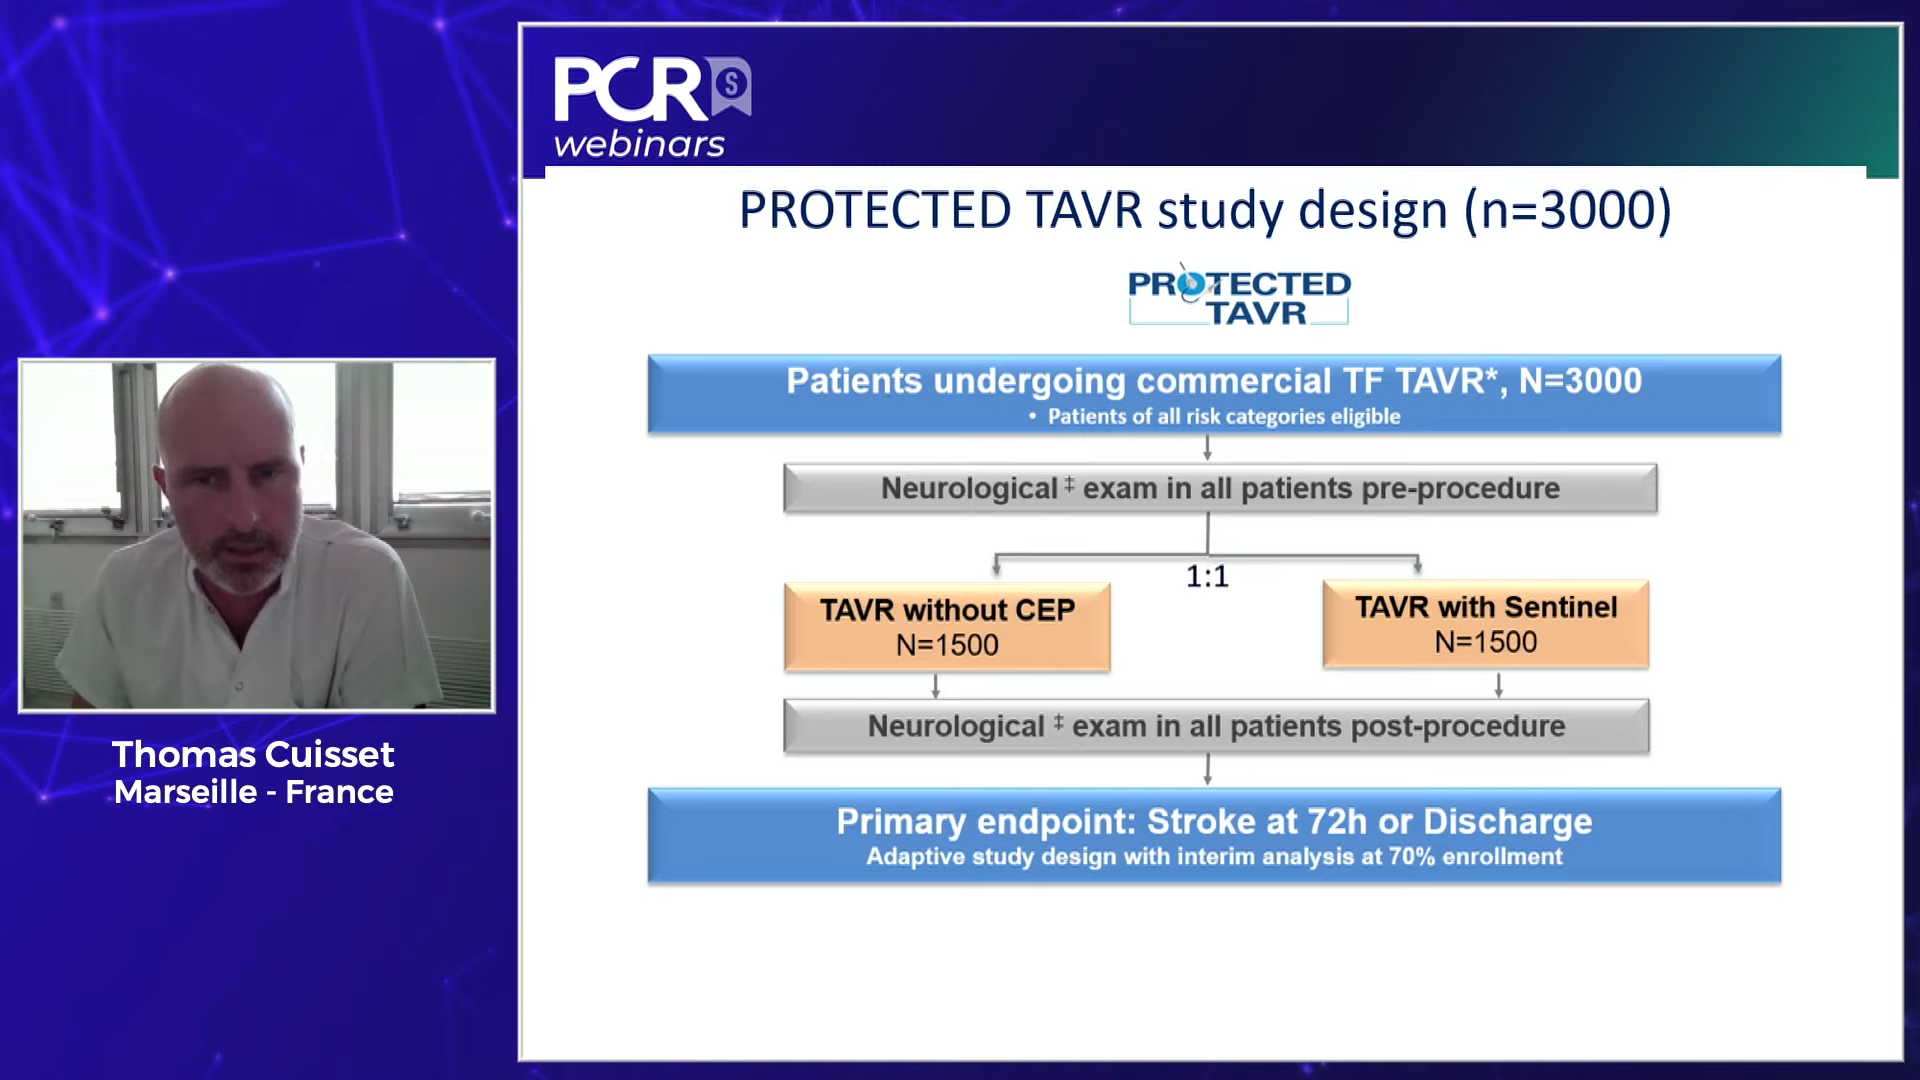 PCR S
webinars
PROTECTED TAVR study design (n=3000)
PROTECTED
TAVR
Patients undergoing commercial TF TAVR*, N=3000
• Patients of all risk categories eligible
Neurological ‡ exam in all patients pre-procedure
1:1
TAVR without CEP
N=1500
TAVR with Sentinel
N=1500
Neurological ‡ exam in all patients post-procedure
Primary endpoint: Stroke at 72h or Discharge
Adaptive study design with interim analysis at 70% enrollment
Thomas Cuisset
Marseille - France